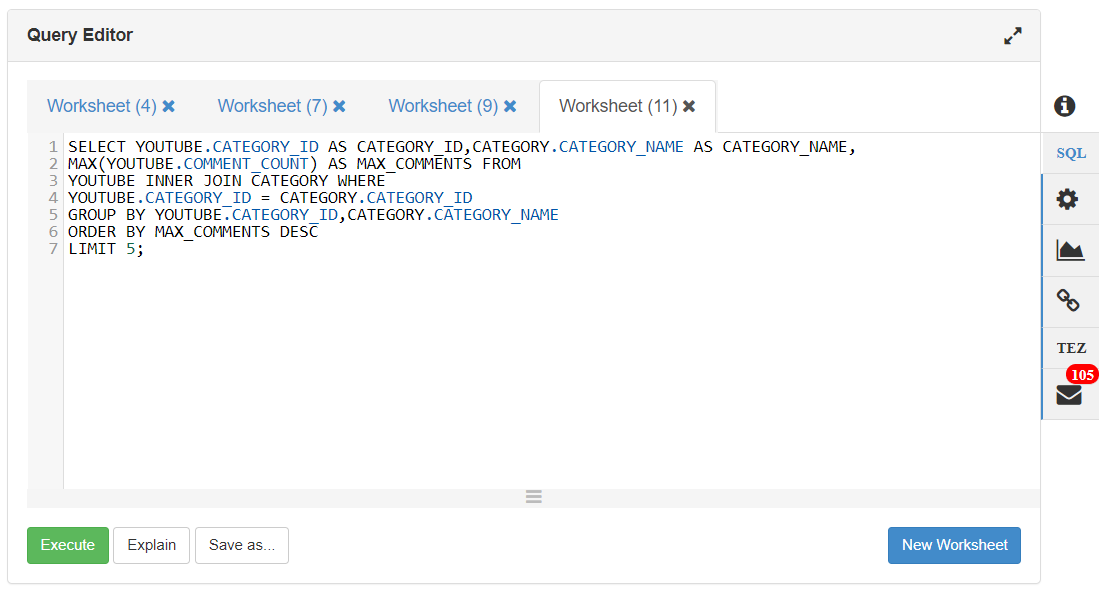 Query Editor
Worksheet (4) Worksheet (7) Worksheet (9) Worksheet (11)
1 SELECT YOUTUBE.CATEGORY_ID AS CATEGORY_ID,CATEGORY.CATEGORY_NAME AS CATEGORY_NAME,
2 MAX(YOUTUBE.COMMENT_COUNT) AS MAX_COMMENTS FROM
3 YOUTUBE INNER JOIN CATEGORY WHERE
4 YOUTUBE.CATEGORY_ID = CATEGORY.CATEGORY_ID
5 GROUP BY YOUTUBE.CATEGORY_ID,CATEGORY.CATEGORY_NAME
6 ORDER BY MAX_COMMENTS DESC
7 LIMIT 5;
Execute Explain Save as... New Worksheet
SQL
TEZ
105